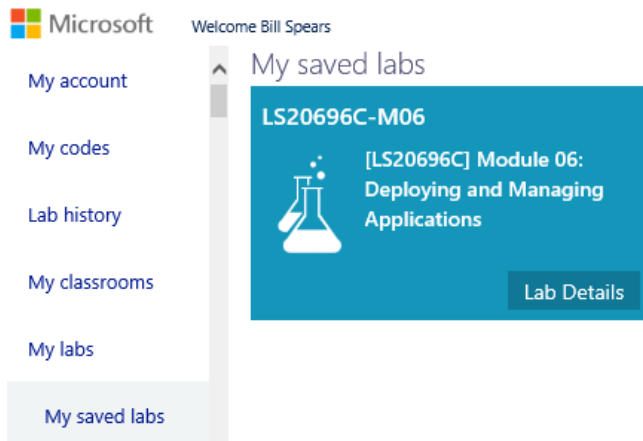 Microsoft Welcome Bill Spears
My account
My codes
Lab history
My classrooms
My labs
My saved labs
My saved labs
LS20696C-M06
[LS20696C] Module 06:
Deploying and Managing
Applications
Lab Details